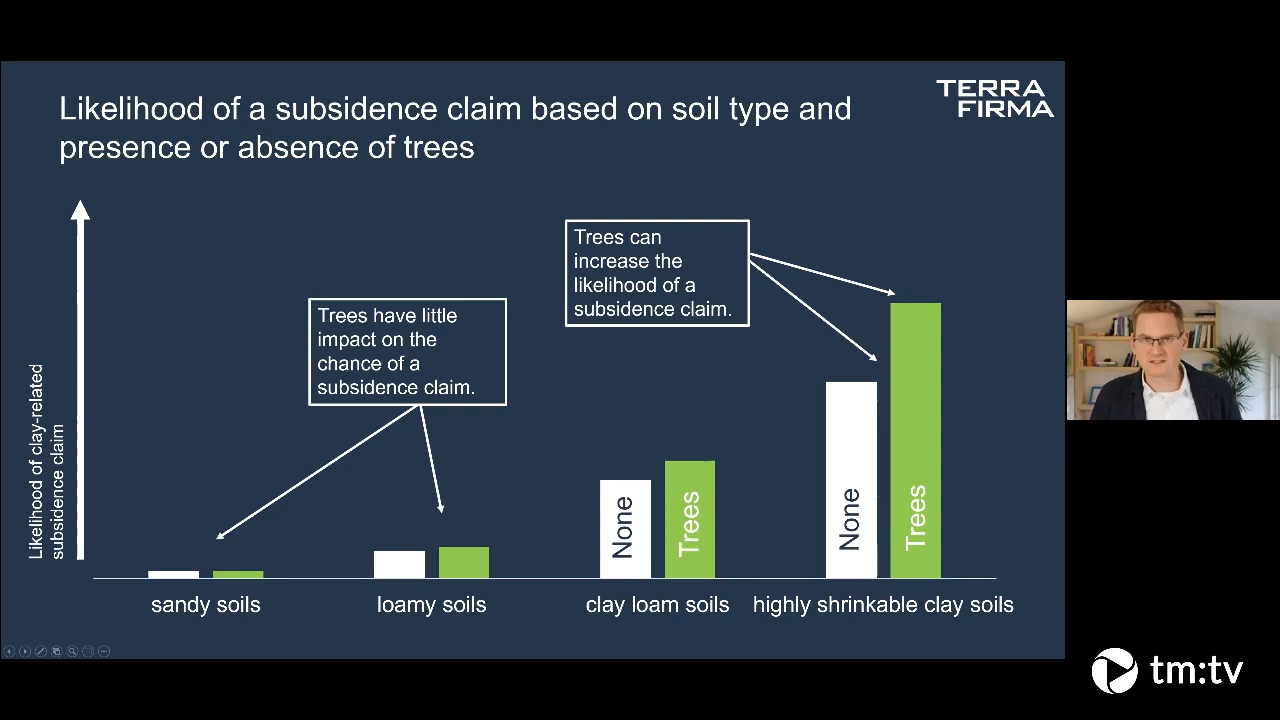 Likelihood of a subsidence claim based on soil type and
presence or absence of trees
TERRA
FIRMA
Likelihood of clay-related
subsidence claim
Trees have little
impact on the
chance of a
subsidence claim.
Trees can
increase the
likelihood of a
subsidence claim.
None
Trees
None
Trees
sandy soils
loamy soils
clay loam soils
highly shrinkable clay soils
tm:tv